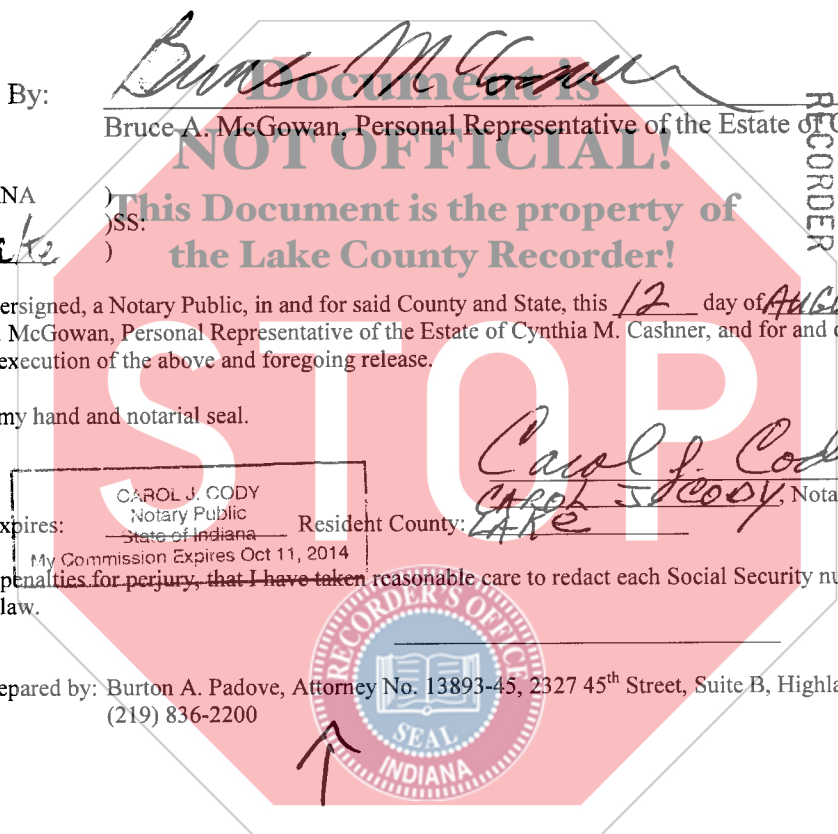 Bruce McGowan
Document is
By:
Bruce A. McGowan, Personal Representative of the Estate of C
RECORDER
NOT OFFICIAL!
NA )
This Document is the property of
)SS:
the Lake County Recorder!
)
ersigned, a Notary Public, in and for said County and State, this 12 day of AUGU
. McGowan, Personal Representative of the Estate of Cynthia M. Cashner, and for and
execution of the above and foregoing release.
my hand and notarial seal.
STOP
Carol J. Cod
CAROL J. CODY
Notary Public
State of Indiana
My Commission Expires Oct 11, 2014
CAROL J CODY, Nota
xpires: Resident County: LAKE
penalties for perjury, that I have taken reasonable care to redact each Social Security nu
law.
RECORDER'S OFFICE
SEAL
INDIANA
epared by: Burton A. Padove, Attorney No. 13893-45, 2327 45th Street, Suite B, Highla
(219) 836-2200